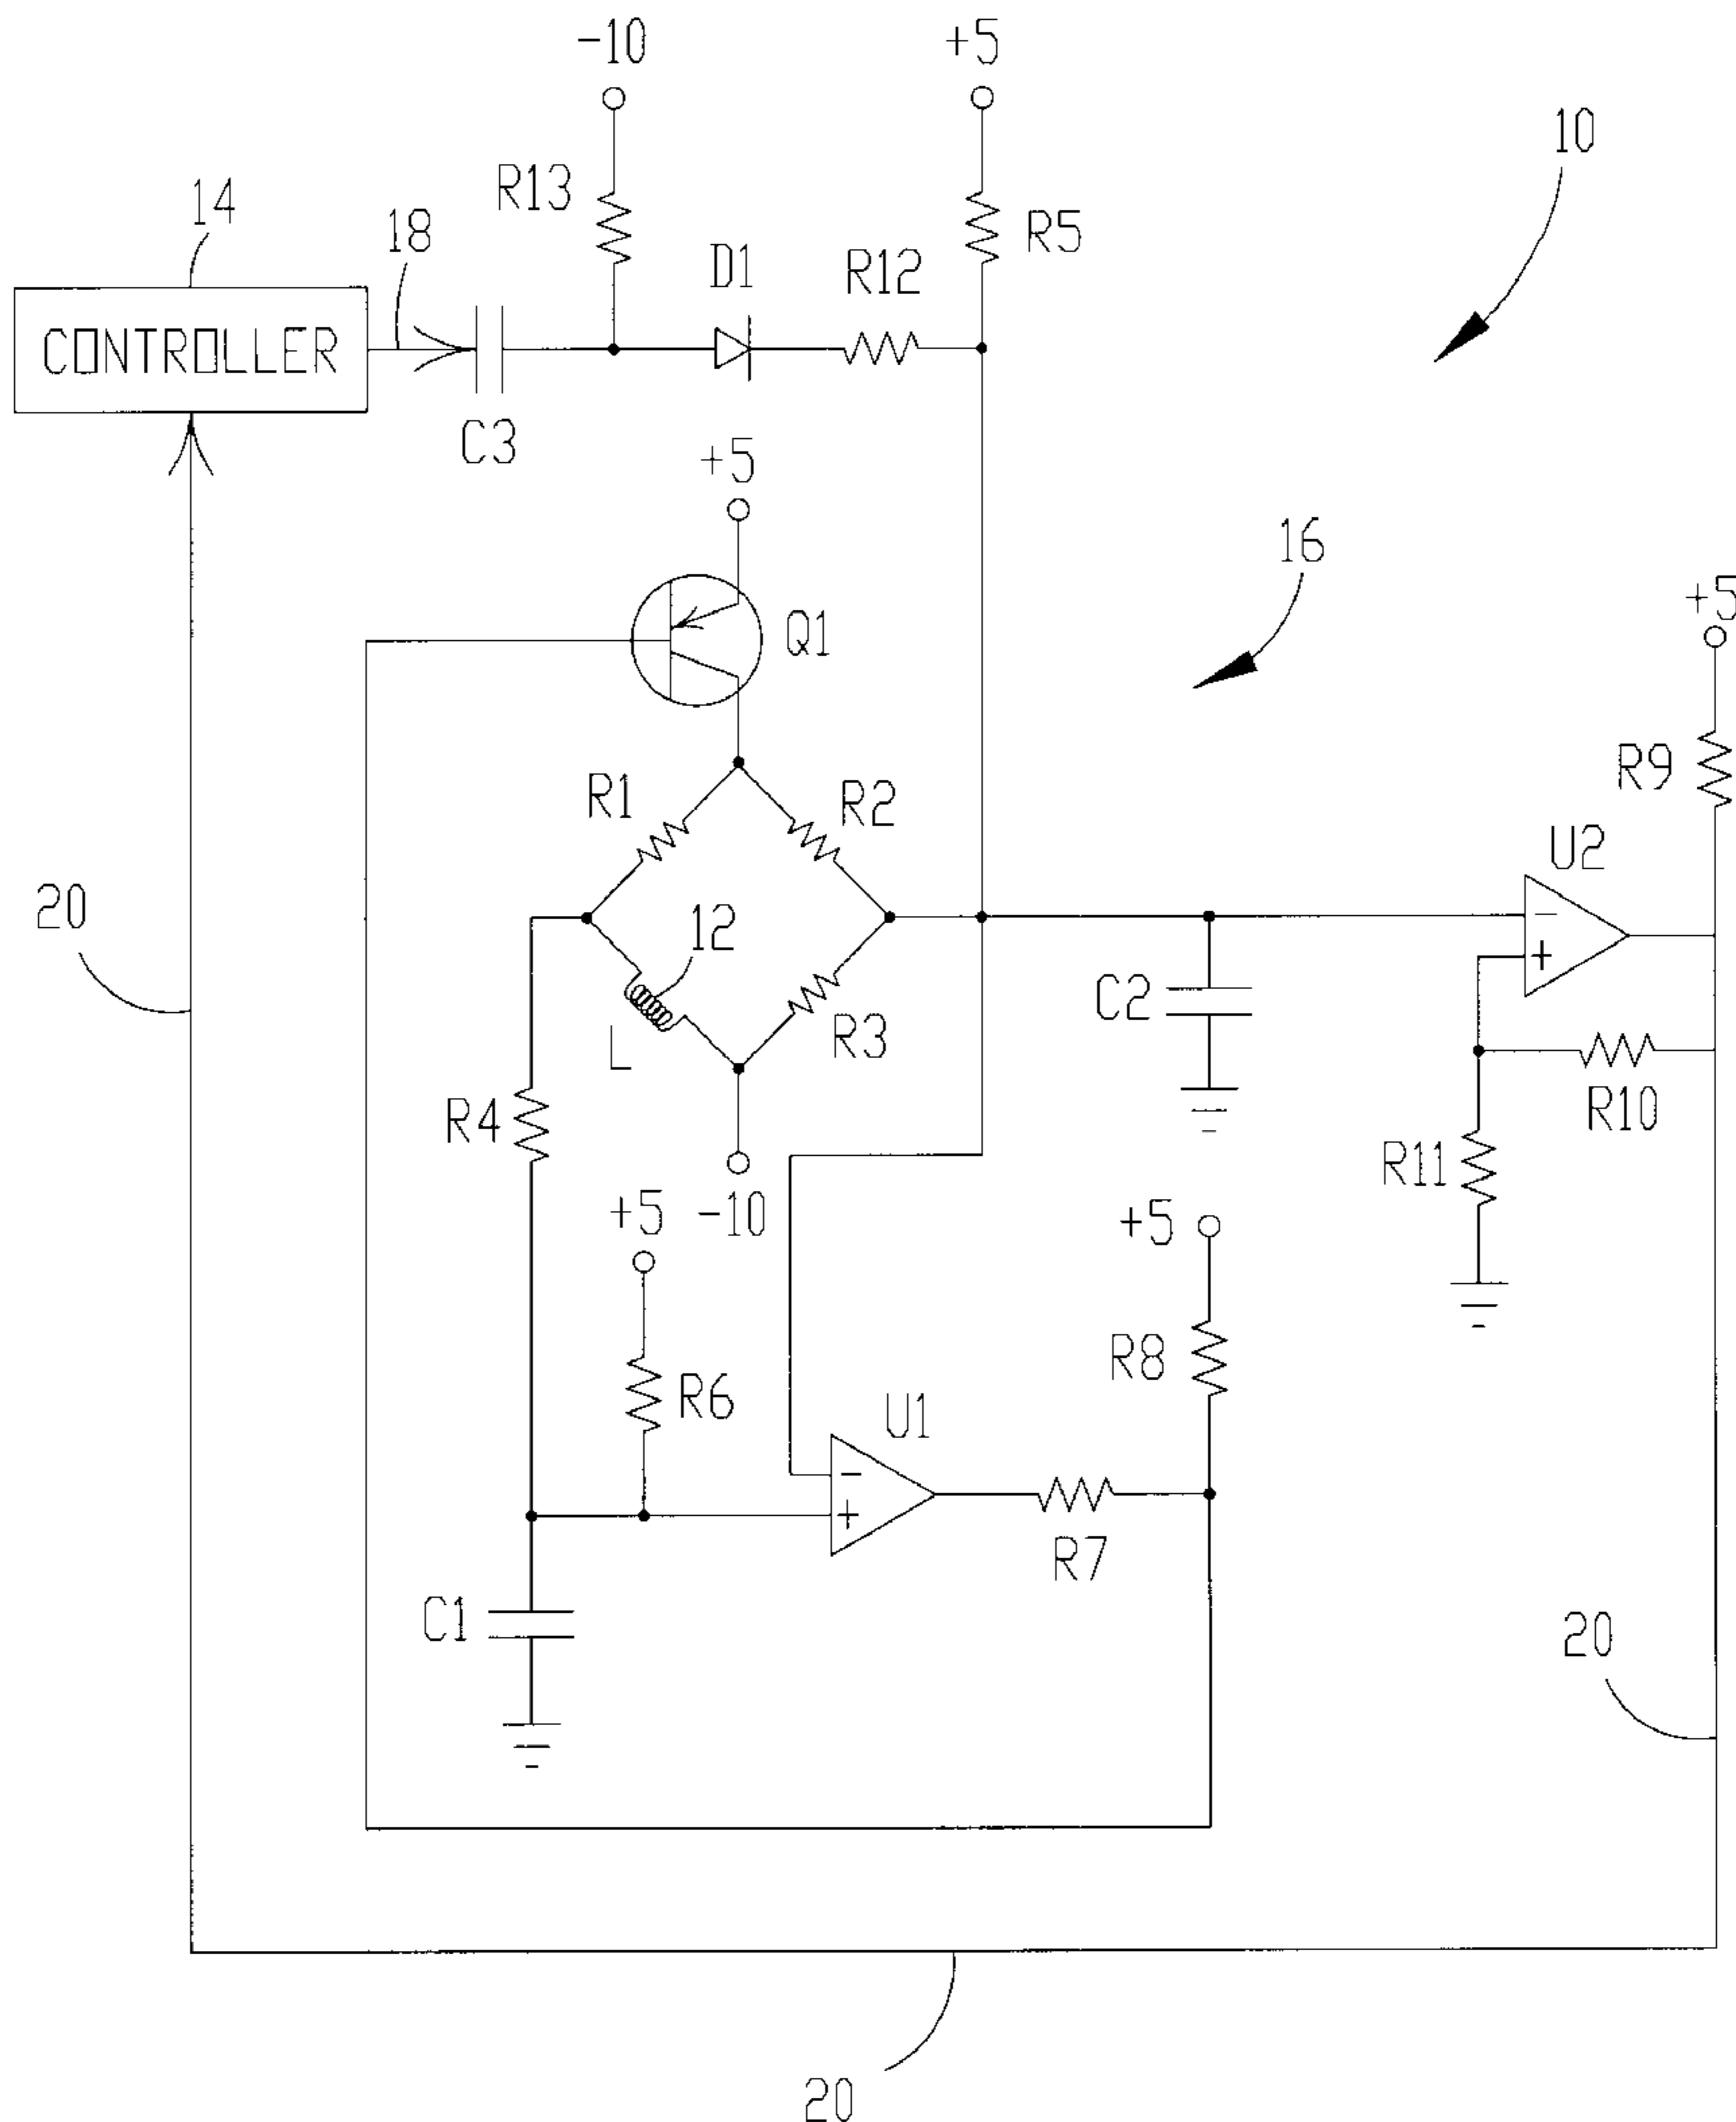 -10
+5
10
R13
R5
14
18
D1
R12
CONTROLLER
C3
+5
16
Q1
+5
R1
R2
R9
U2
20
12
-
+
C2
L
R3
R10
R4
R11
+5
-10
+5
R6
R8
U1
-
+
R7
C1
20
20